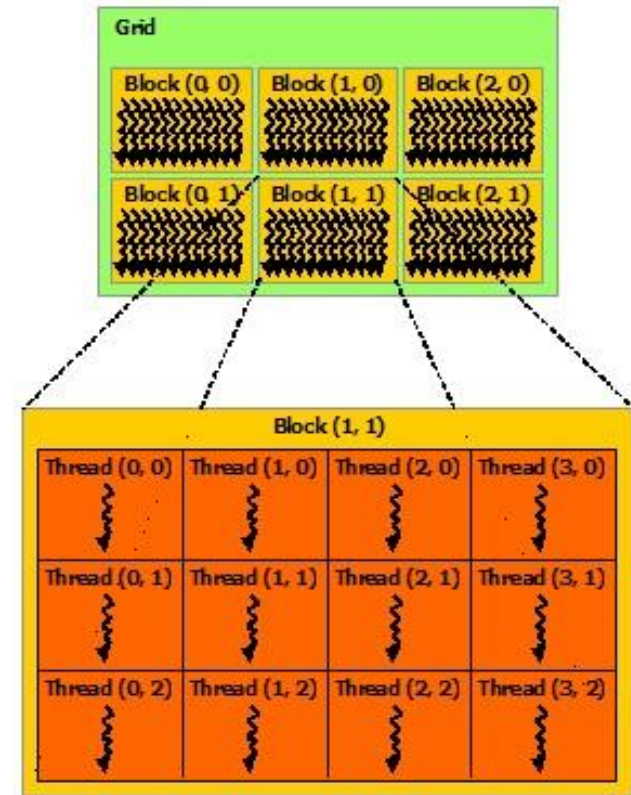 Grid
Block (0, 0) Block (1, 0) Block (2, 0)
Block (0, 1) Block (1, 1) Block (2, 1)
Block (1, 1)
Thread (0, 0) Thread (1, 0) Thread (2, 0) Thread (3, 0)
Thread (0, 1) Thread (1, 1) Thread (2, 1) Thread (3, 1)
Thread (0, 2) Thread (1, 2) Thread (2, 2) Thread (3, 2)